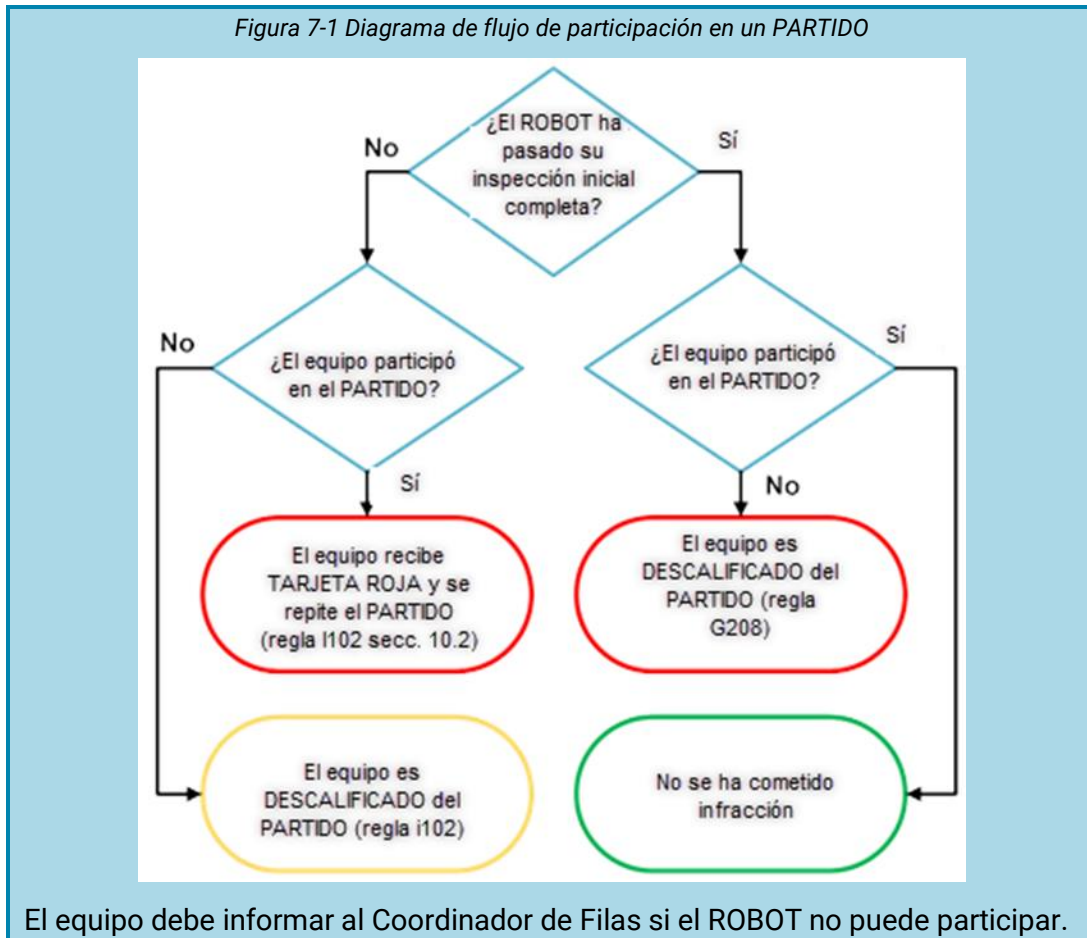 Figura 7-1 Diagrama de flujo de participación en un PARTIDO
¿El ROBOT ha
pasado su
inspección inicial
completa?
No
Sí
¿El equipo participó
en el PARTIDO?
No
Sí
¿El equipo participó
en el PARTIDO?
Sí
No
El equipo recibe
TARJETA ROJA y se
repite el PARTIDO
(regla I102 secc. 10.2)
El equipo es
DESCALIFICADO del
PARTIDO (regla
G208)
El equipo es
DESCALIFICADO del
PARTIDO (regla i102)
No se ha cometido
infracción
El equipo debe informar al Coordinador de Filas si el ROBOT no puede participar.